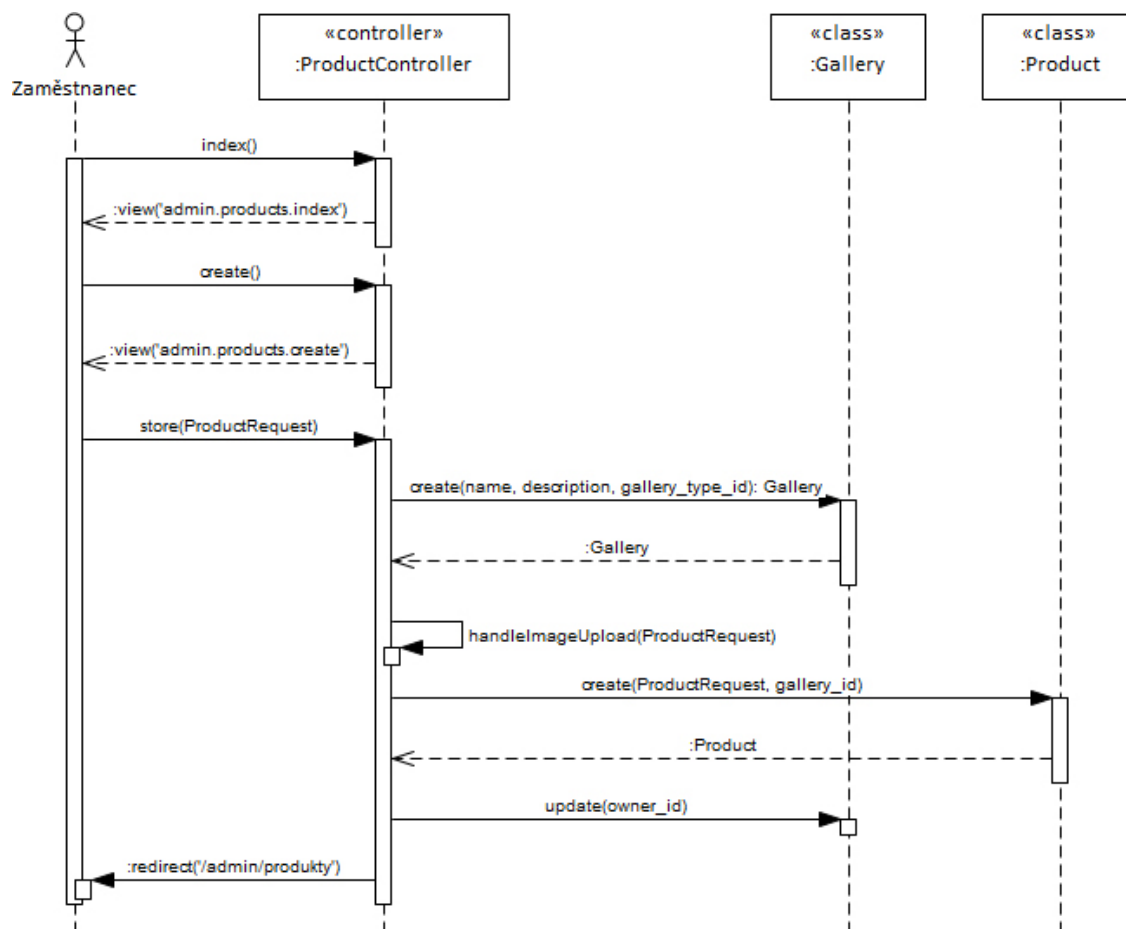 Zaměstnanec
«controller»
:ProductController
«class»
:Gallery
«class»
:Product
index()
:view('admin.products.index')
create()
:view('admin.products.create')
store(ProductRequest)
create(name, description, gallery_type_id): Gallery
:Gallery
handleImageUpload(ProductRequest)
create(ProductRequest, gallery_id)
:Product
update(owner_id)
:redirect('/admin/produkty')